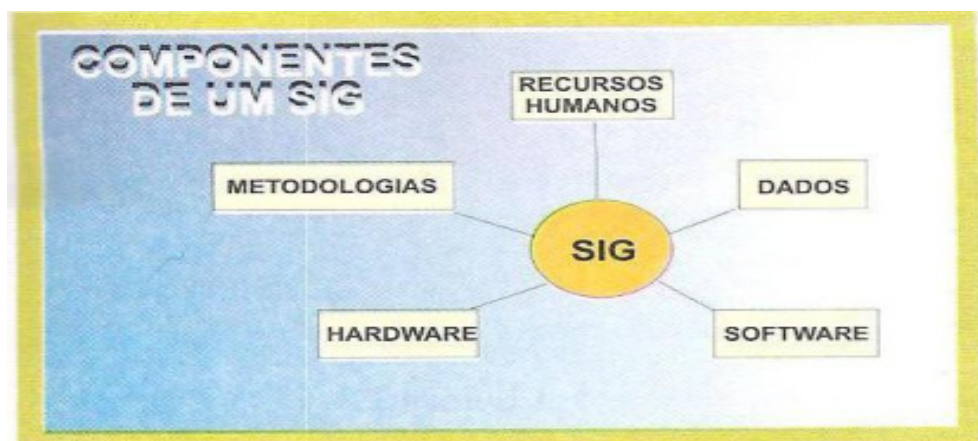 COMPONENTES
DE UM SIG
RECURSOS
HUMANOS
METODOLOGIAS
DADOS
SIG
HARDWARE
SOFTWARE